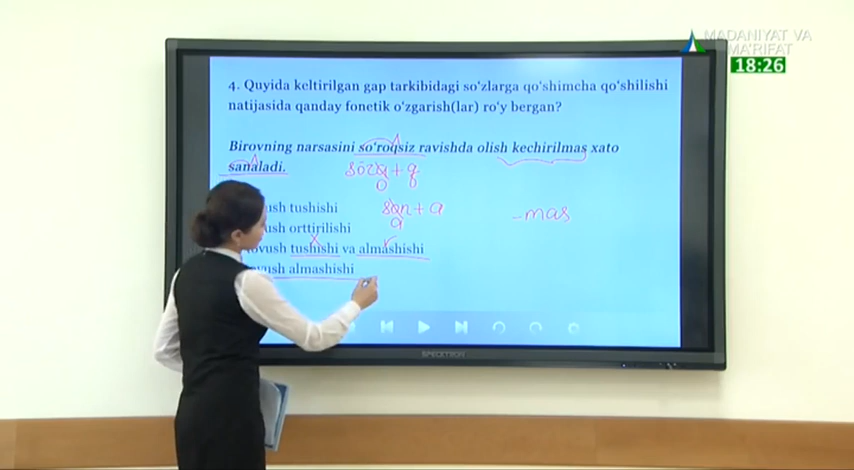 MADANIYAT VA
MA'RIFAT
18:26
4. Quyida keltirilgan gap tarkibidagi so‘zlarga qo‘shimcha qo‘shilishi
natijasida qanday fonetik o‘zgarish(lar) ro‘y bergan?
Birovning narsasini so‘roqsiz ravishda olish kechirilmas xato
sanaladi.
+ q
tushishi
san + a
a
-mas
orttirilishi
tushishi va almashishi
almashishi
SPECKTRON